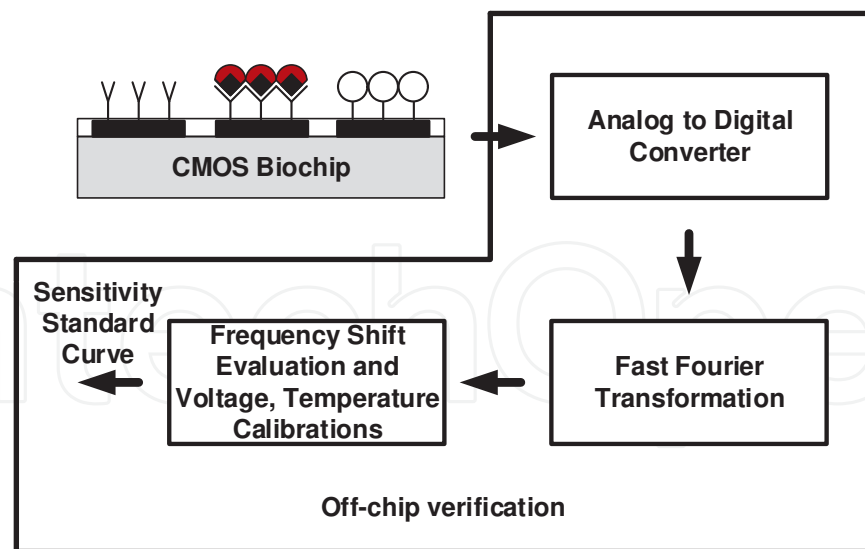 CMOS Biochip
Analog to Digital
Converter
Fast Fourier
Transformation
Frequency Shift
Evaluation and
Voltage, Temperature
Calibrations
Sensitivity
Standard
Curve
Off-chip verification